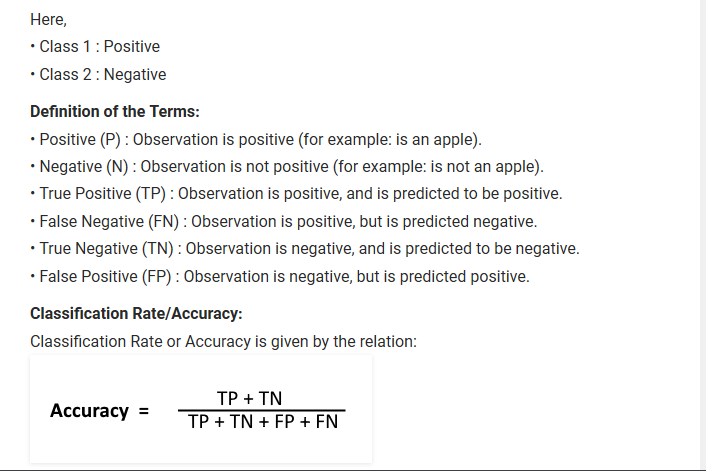 Here,
• Class 1 : Positive
• Class 2 : Negative
Definition of the Terms:
• Positive (P) : Observation is positive (for example: is an apple).
• Negative (N) : Observation is not positive (for example: is not an apple).
• True Positive (TP) : Observation is positive, and is predicted to be positive.
• False Negative (FN) : Observation is positive, but is predicted negative.
• True Negative (TN) : Observation is negative, and is predicted to be negative.
• False Positive (FP) : Observation is negative, but is predicted positive.
Classification Rate/Accuracy:
Classification Rate or Accuracy is given by the relation:
TP + TN
Accuracy =
TP + TN + FP + FN